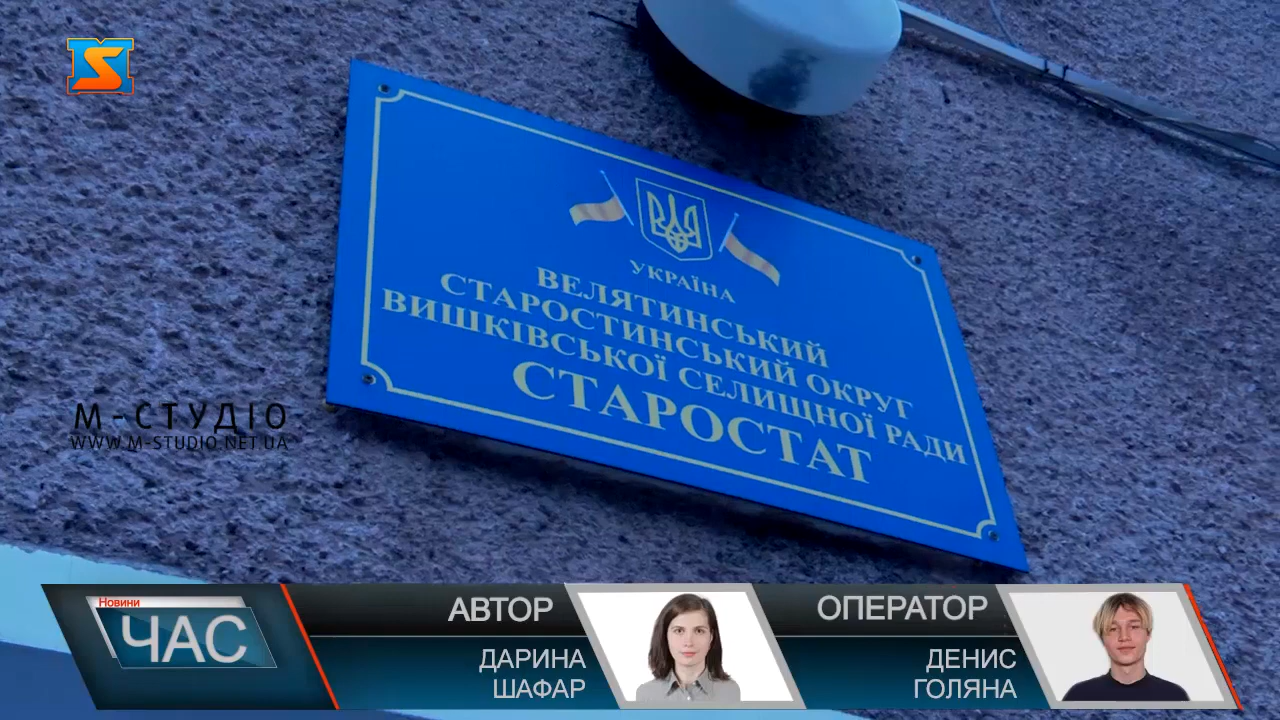 УКРАЇНА
ВЕЛЯТИНСЬКИЙ
СТАРОСТИНСЬКИЙ ОКРУГ
ВИШКІВСЬКОЇ СЕЛИЩНОЇ РАДИ
СТАРОСТАТ
М-СТУДІО
WWW.M-STUDIO.NET.UA
Новини
ЧАС
АВТОР
ДАРИНА
ШАФАР
ОПЕРАТОР
ДЕНИС
ГОЛЯНА